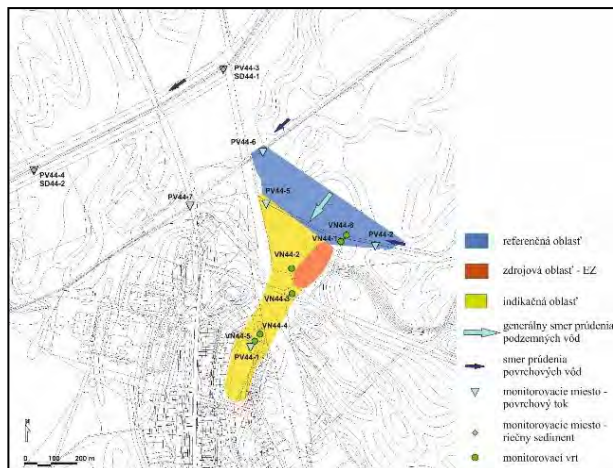 PV44-3
SD44-1
PV44-6
PV44-4
SD44-2
PV44-7
PV44-5
VN44-6
VN44-1
PV44-2
VN44-2
VN44-3
VN44-4
VN44-5
PV44-1
referenčná oblasť
zdrojová oblasť - EZ
indikačná oblasť
generálny smer prúdenia
podzemných vôd
smer prúdenia
povrchových vôd
monitorovacie miesto -
povrchový tok
monitorovacie miesto -
riečny sediment
monitorovací vrt
0 100 200 m